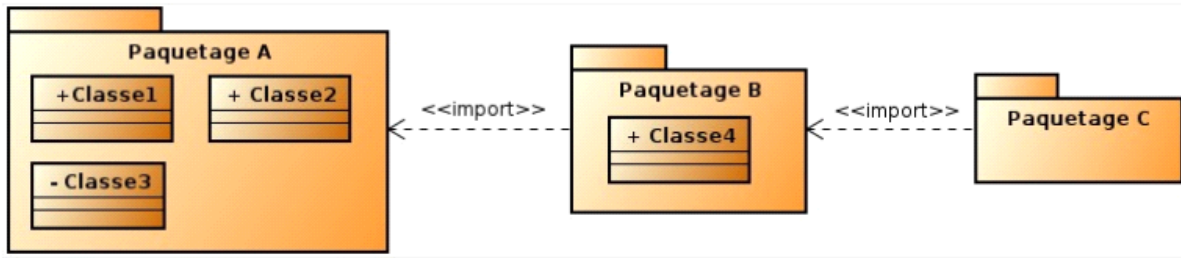 Paquetage A
+Classe1
+ Classe2
- Classe3
<<import>>
Paquetage B
+ Classe4
<<import>>
Paquetage C